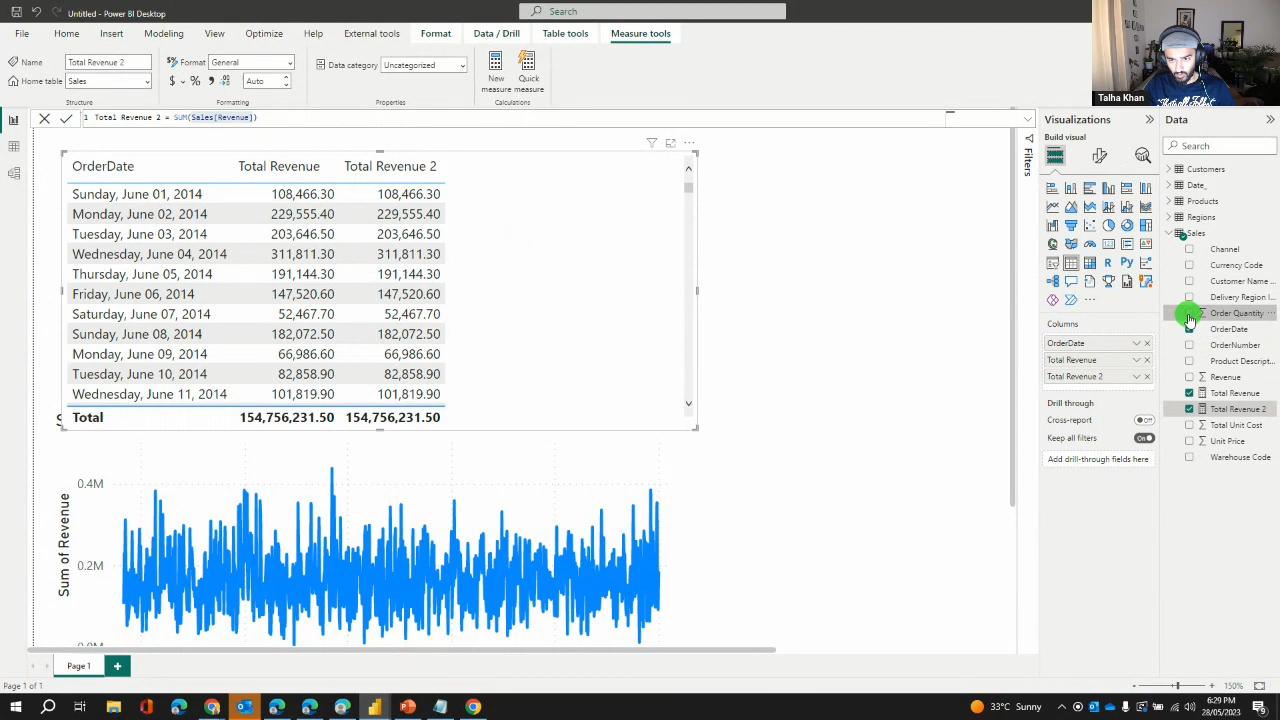 Untitled - Power BI Desktop
Search
File Home Insert Modeling View Optimize Help External tools Format Data / Drill Table tools Measure tools
Name Total Revenue 2
Home table Sales
Structure
Format General
$ % Auto
Formatting
Data category Uncategorized
Properties
New measure
Quick measure
Calculations
Talha Khan
1 Total Revenue 2 = SUM(Sales[Revenue])
OrderDate Total Revenue Total Revenue 2
Sunday, June 01, 2014 108,466.30 108,466.30
Monday, June 02, 2014 229,555.40 229,555.40
Tuesday, June 03, 2014 203,646.50 203,646.50
Wednesday, June 04, 2014 311,811.30 311,811.30
Thursday, June 05, 2014 191,144.30 191,144.30
Friday, June 06, 2014 147,520.60 147,520.60
Saturday, June 07, 2014 52,467.70 52,467.70
Sunday, June 08, 2014 182,072.50 182,072.50
Monday, June 09, 2014 66,986.60 66,986.60
Tuesday, June 10, 2014 82,858.90 82,858.90
Wednesday, June 11, 2014 101,819.90 101,819.90
Total 154,756,231.50 154,756,231.50
Sum of Revenue
0.4M
0.2M
0.0M
Filters
Visualizations
Build visual
R Py
Columns
OrderDate
Total Revenue
Total Revenue 2
Drill through
Cross-report Off
Keep all filters On
Add drill-through fields here
Data
Search
Customers
Date_
Products
Regions
Sales
Channel
Currency Code
Customer Name ...
Delivery Region I...
Order Quantity
OrderDate
OrderNumber
Product Descript...
Revenue
Total Revenue
Total Revenue 2
Total Unit Cost
Unit Price
Warehouse Code
Page 1
Page 1 of 1
150%
33°C Sunny
6:29 PM
28/05/2023